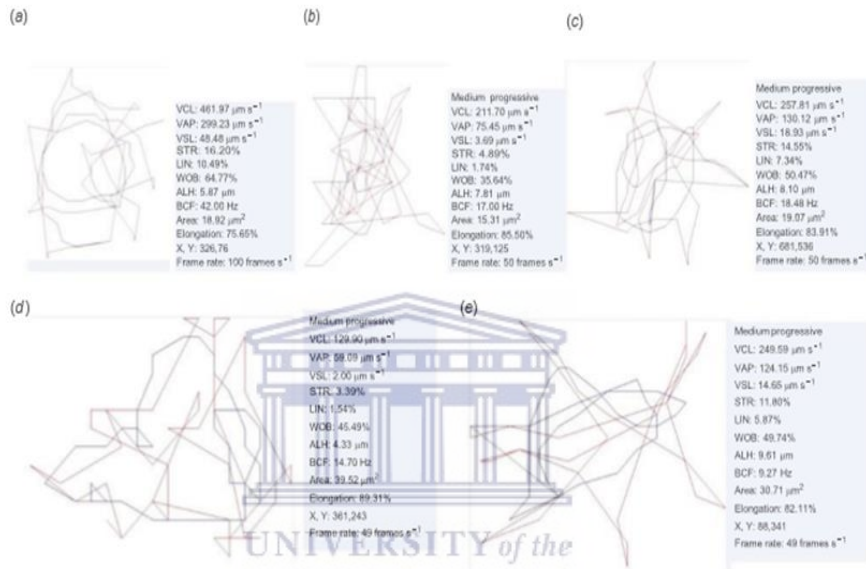 (a)
VCL: 461.97 µm s⁻¹
VAP: 299.23 µm s⁻¹
VSL: 48.48 µm s⁻¹
STR: 16.20%
LIN: 10.49%
WOB: 64.77%
ALH: 5.87 µm
BCF: 42.00 Hz
Area: 18.92 µm²
Elongation: 75.65%
X, Y: 326,76
Frame rate: 100 frames s⁻¹
(b)
Medium progressive
VCL: 211.70 µm s⁻¹
VAP: 75.45 µm s⁻¹
VSL: 3.69 µm s⁻¹
STR: 4.89%
LIN: 1.74%
WOB: 35.64%
ALH: 7.81 µm
BCF: 17.00 Hz
Area: 15.31 µm²
Elongation: 85.50%
X, Y: 319,125
Frame rate: 50 frames s⁻¹
(c)
Medium progressive
VCL: 257.81 µm s⁻¹
VAP: 130.12 µm s⁻¹
VSL: 18.93 µm s⁻¹
STR: 14.55%
LIN: 7.34%
WOB: 50.47%
ALH: 8.10 µm
BCF: 18.48 Hz
Area: 19.07 µm²
Elongation: 83.91%
X, Y: 681,536
Frame rate: 50 frames s⁻¹
(d)
Medium progressive
VCL: 129.90 µm s⁻¹
VAP: 59.09 µm s⁻¹
VSL: 2.00 µm s⁻¹
STR: 3.39%
LIN: 1.54%
WOB: 45.49%
ALH: 4.33 µm
BCF: 14.70 Hz
Area: 39.52 µm²
Elongation: 89.31%
X, Y: 361,243
Frame rate: 49 frames s⁻¹
(e)
Medium progressive
VCL: 249.59 µm s⁻¹
VAP: 124.15 µm s⁻¹
VSL: 14.65 µm s⁻¹
STR: 11.80%
LIN: 5.87%
WOB: 49.74%
ALH: 9.61 µm
BCF: 9.27 Hz
Area: 30.71 µm²
Elongation: 82.11%
X, Y: 88,341
Frame rate: 49 frames s⁻¹
UNIVERSITY of the